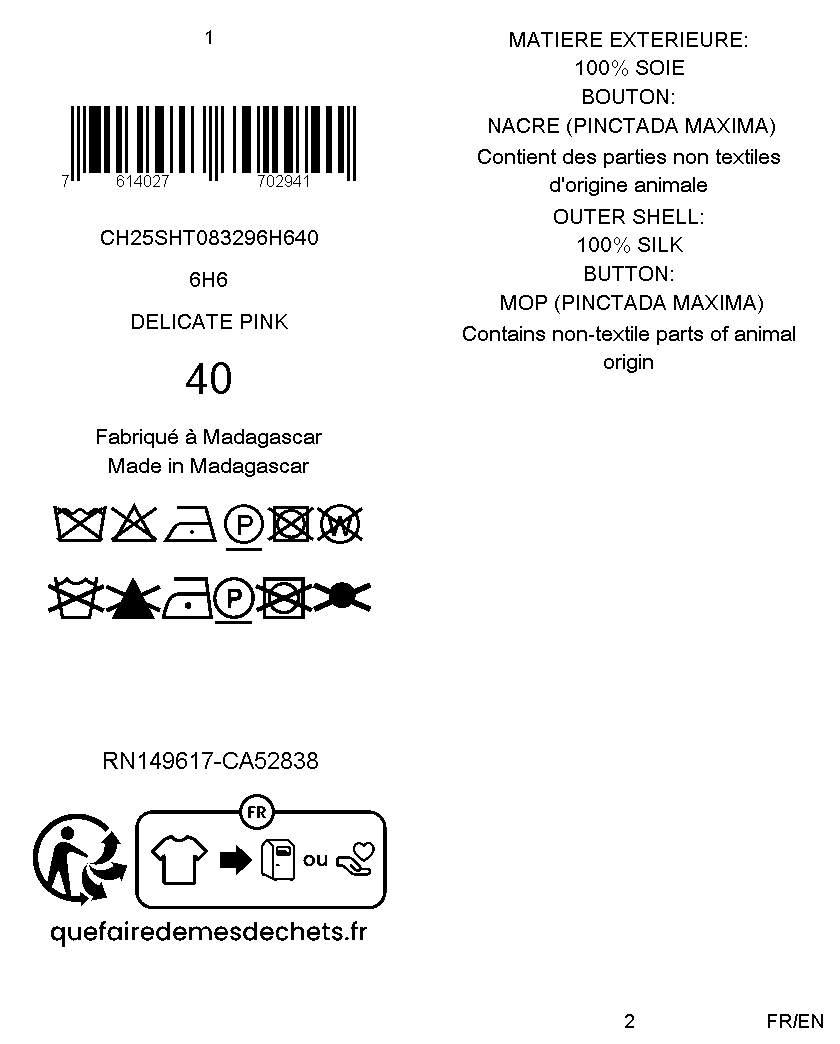 1
7 614027 702941
CH25SHT083296H640
6H6
DELICATE PINK
40
Fabriqué à Madagascar
Made in Madagascar
P W
P
RN149617-CA52838
FR
ou
quefairedemesdechets.fr
MATIERE EXTERIEURE:
100% SOIE
BOUTON:
NACRE (PINCTADA MAXIMA)
Contient des parties non textiles
d'origine animale
OUTER SHELL:
100% SILK
BUTTON:
MOP (PINCTADA MAXIMA)
Contains non-textile parts of animal
origin
2
FR/EN